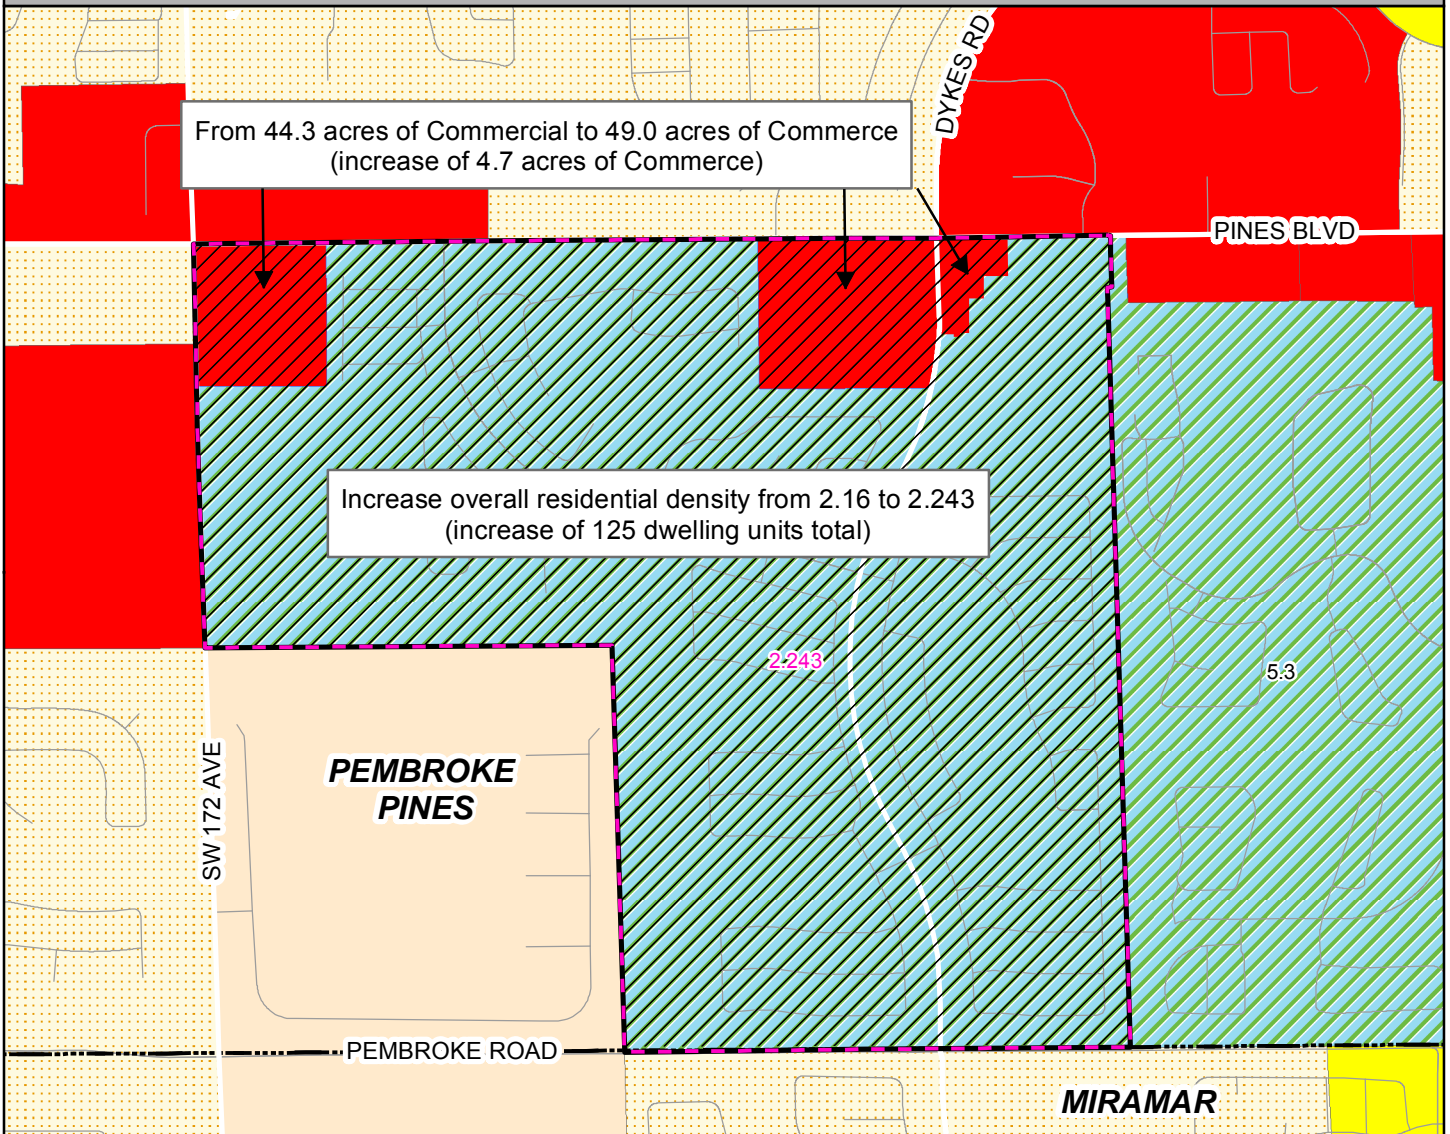 DYKES RD
From 44.3 acres of Commercial to 49.0 acres of Commerce
(increase of 4.7 acres of Commerce)
PINES BLVD
Increase overall residential density from 2.16 to 2.243
(increase of 125 dwelling units total)
2.243
5.3
SW 172 AVE
PEMBROKE
PINES
PEMBROKE ROAD
MIRAMAR